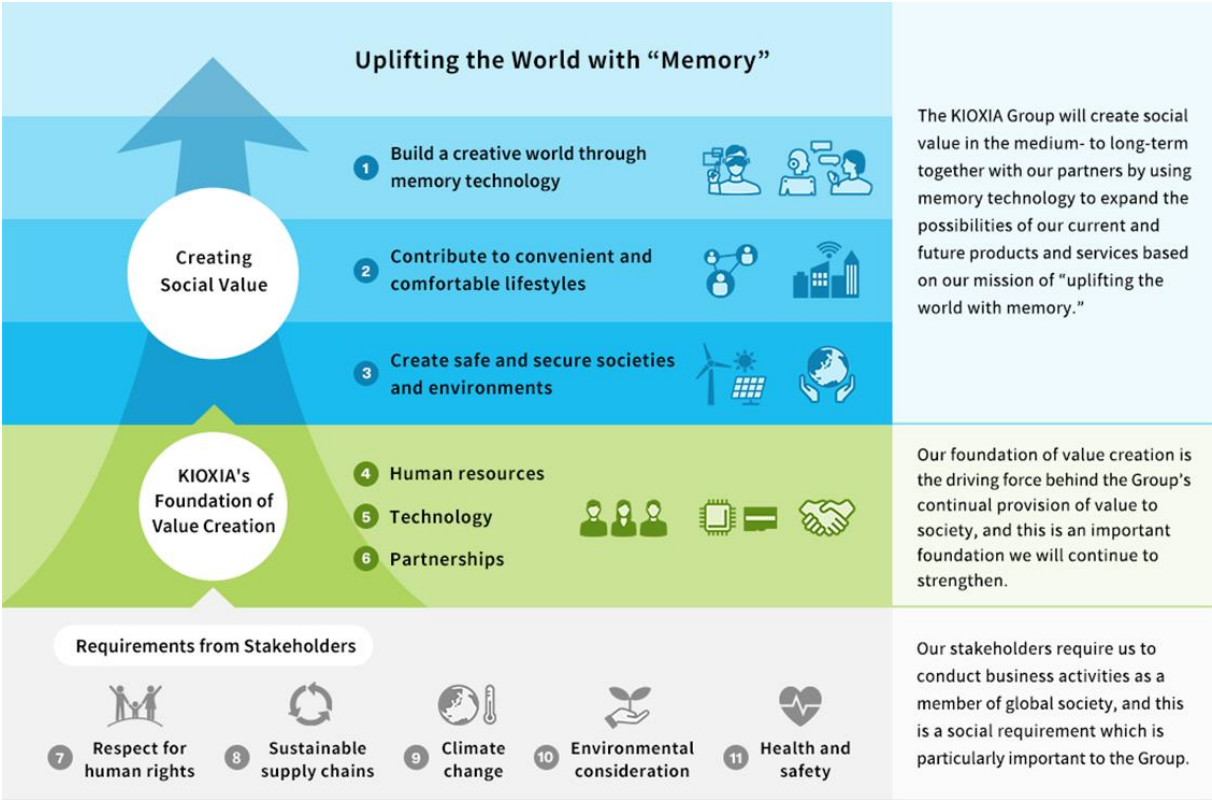 Uplifting the World with “Memory”
1
Build a creative world through
memory technology
Creating
Social Value
2
Contribute to convenient and
comfortable lifestyles
3
Create safe and secure societies
and environments
The KIOXIA Group will create social
value in the medium- to long-term
together with our partners by using
memory technology to expand the
possibilities of our current and
future products and services based
on our mission of “uplifting the
world with memory.”
KIOXIA's
Foundation of
Value Creation
4 Human resources
5 Technology
6 Partnerships
Our foundation of value creation is
the driving force behind the Group’s
continual provision of value to
society, and this is an important
foundation we will continue to
strengthen.
Requirements from Stakeholders
7
Respect for
human rights
8
Sustainable
supply chains
9
Climate
change
10
Environmental
consideration
11
Health and
safety
Our stakeholders require us to
conduct business activities as a
member of global society, and this
is a social requirement which is
particularly important to the Group.